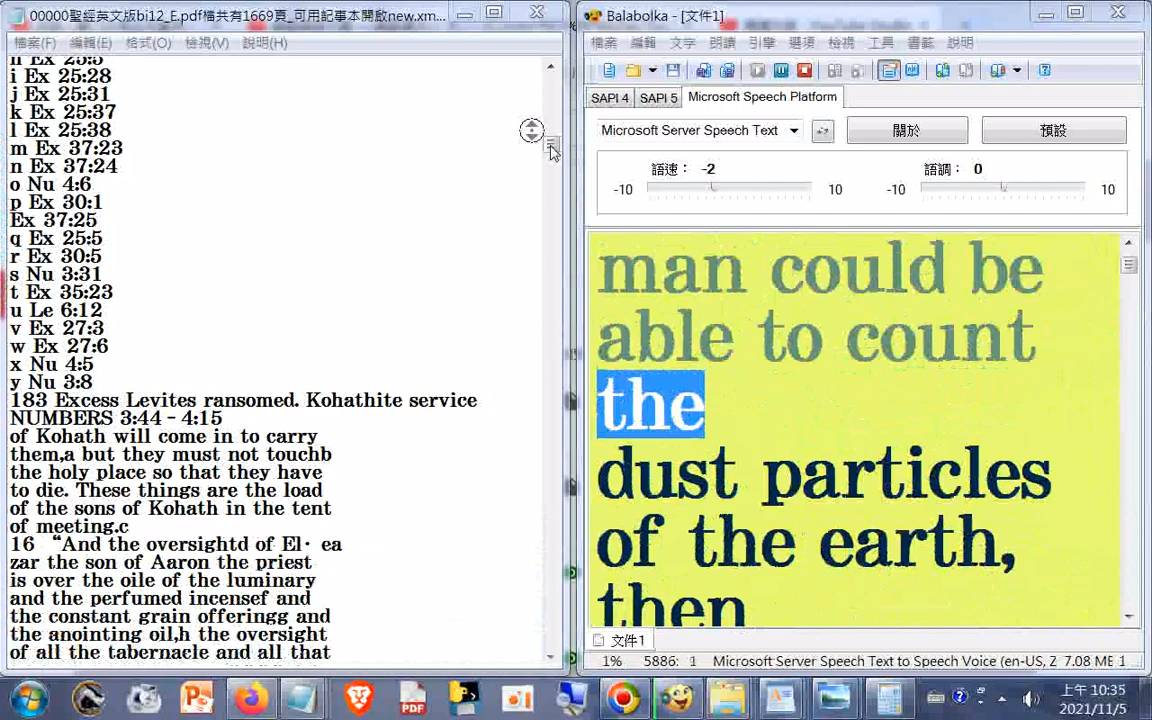 00000聖經英文版bi12_E.pdf檔共有1669頁_可用記事本開啟new.xm...
檔案(F) 編輯(E) 格式(O) 檢視(V) 說明(H)
n Ex 25:5
i Ex 25:28
j Ex 25:31
k Ex 25:37
l Ex 25:38
m Ex 37:23
n Ex 37:24
o Nu 4:6
p Ex 30:1
Ex 37:25
q Ex 25:5
r Ex 30:5
s Nu 3:31
t Ex 35:23
u Le 6:12
v Ex 27:3
w Ex 27:6
x Nu 4:5
y Nu 3:8
183 Excess Levites ransomed. Kohathite service
NUMBERS 3:44 - 4:15
of Kohath will come in to carry
them,a but they must not touchb
the holy place so that they have
to die. These things are the load
of the sons of Kohath in the tent
of meeting.c
16 “And the oversightd of El· ea
zar the son of Aaron the priest
is over the oile of the luminary
and the perfumed incensef and
the constant grain offeringg and
the anointing oil,h the oversight
of all the tabernacle and all that
Balabolka - [文件1]
檔案 編輯 文字 朗讀 引擎 選項 檢視 工具 書籤 說明
SAPI 4 SAPI 5 Microsoft Speech Platform
Microsoft Server Speech Text 關於 預設
語速： -2 語調： 0
-10 10 -10 10
man could be
able to count
the
dust particles
of the earth,
then
文件1
1% 5886: 1 Microsoft Server Speech Text to Speech Voice (en-US, Z 7.08 MB 1
PDF
上午 10:35
2021/11/5